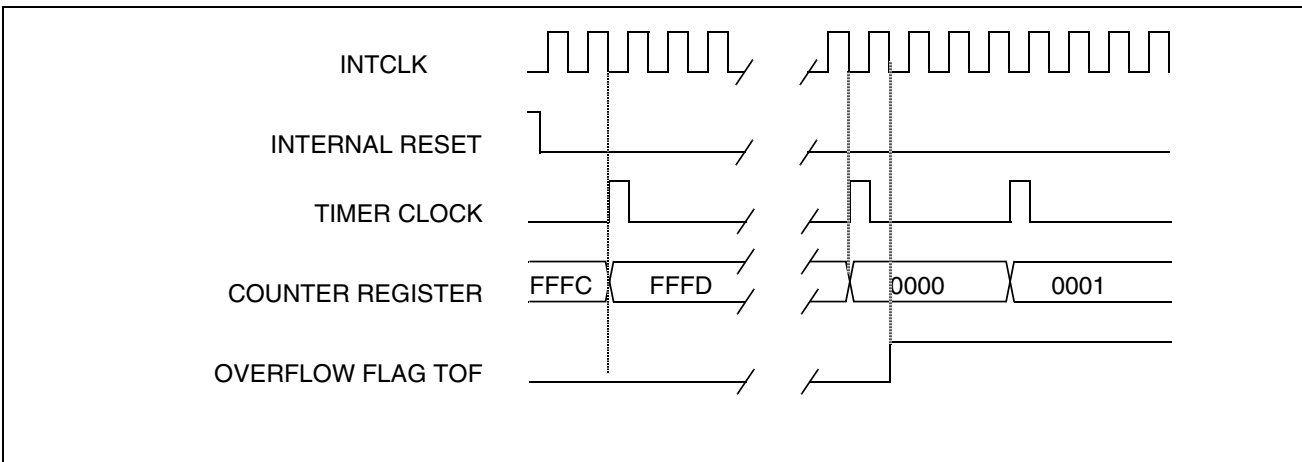 INTCLK
INTERNAL RESET
TIMER CLOCK
COUNTER REGISTER FFFC FFFD 0000 0001
OVERFLOW FLAG TOF